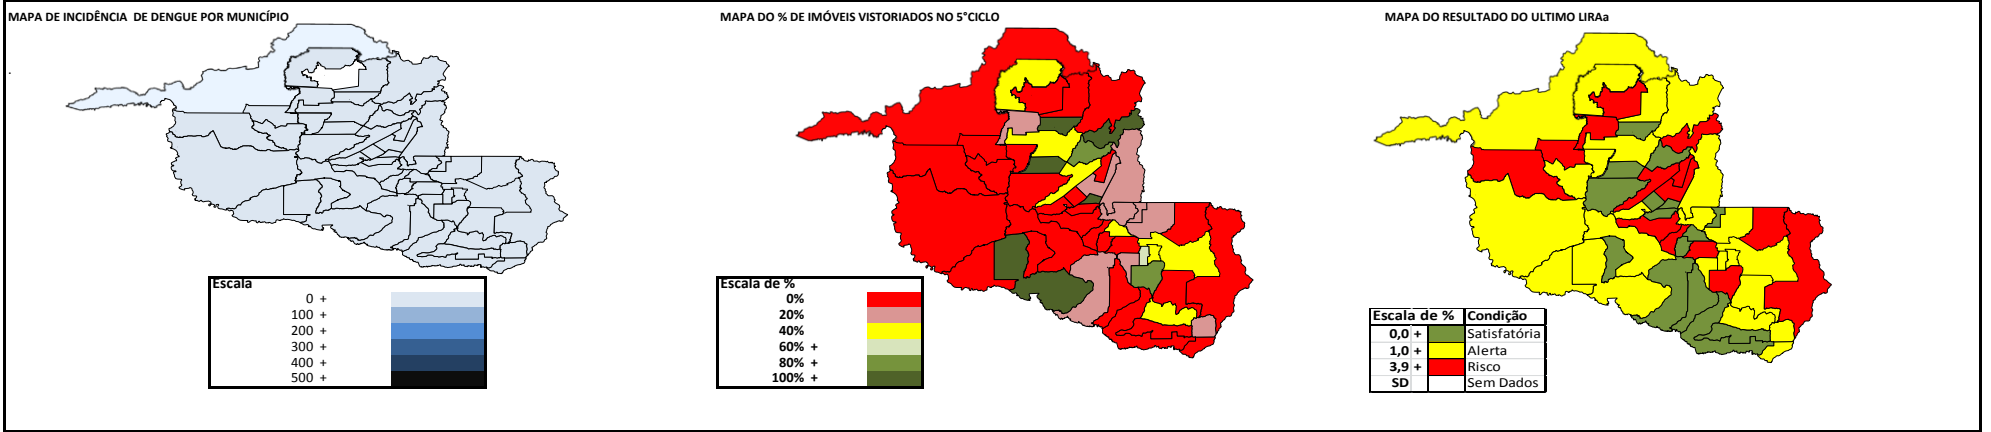 MAPA DE INCIDÊNCIA DE DENGUE POR MUNICÍPIO
Escala
0 +
100 +
200 +
300 +
400 +
500 +
MAPA DO % DE IMÓVEIS VISTORIADOS NO 5°CICLO
Escala de %
0%
20%
40%
60% +
80% +
100% +
MAPA DO RESULTADO DO ULTIMO LIRAa
Escala de % Condição
0,0 + Satisfatória
1,0 + Alerta
3,9 + Risco
SD Sem Dados